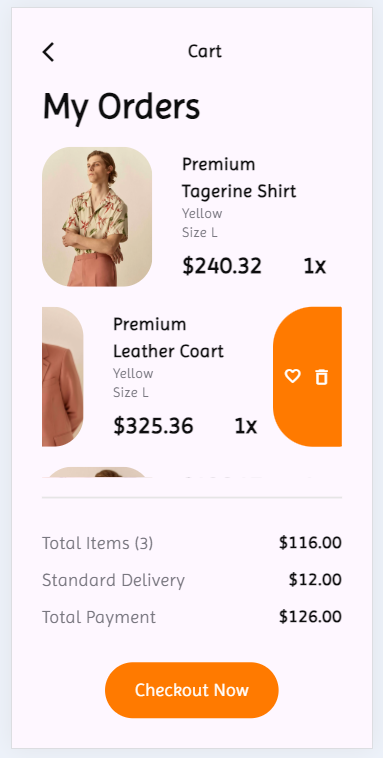 Cart
My Orders
Premium
Tagerine Shirt
Yellow
Size L
$240.32 1x
Premium
Leather Coart
Yellow
Size L
$325.36 1x
Total Items (3) $116.00
Standard Delivery $12.00
Total Payment $126.00
Checkout Now